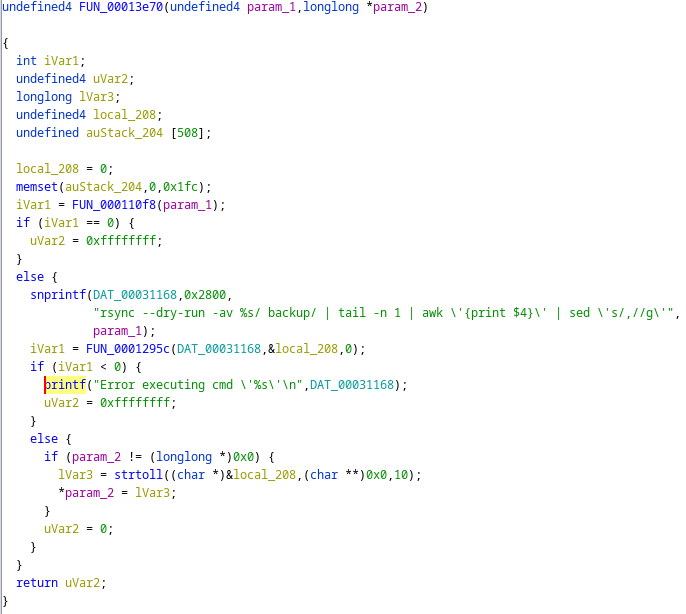 undefined4 FUN_00013e70(undefined4 param_1,longlong *param_2)
{
int iVar1;
undefined4 uVar2;
longlong lVar3;
undefined4 local_208;
undefined auStack_204 [508];
local_208 = 0;
memset(auStack_204,0,0x1fc);
iVar1 = FUN_000110f8(param_1);
if (iVar1 == 0) {
uVar2 = 0xffffffff;
}
else {
snprintf(DAT_00031168,0x2800,
"rsync --dry-run -av %s/ backup/ | tail -n 1 | awk \'{print $4}\' | sed \'s/,//g\'",
param_1);
iVar1 = FUN_0001295c(DAT_00031168,&local_208,0);
if (iVar1 < 0) {
printf("Error executing cmd \'%s\'\n",DAT_00031168);
uVar2 = 0xffffffff;
}
else {
if (param_2 != (longlong *)0x0) {
lVar3 = strtoll((char *)&local_208,(char **)0x0,10);
*param_2 = lVar3;
}
uVar2 = 0;
}
}
return uVar2;
}